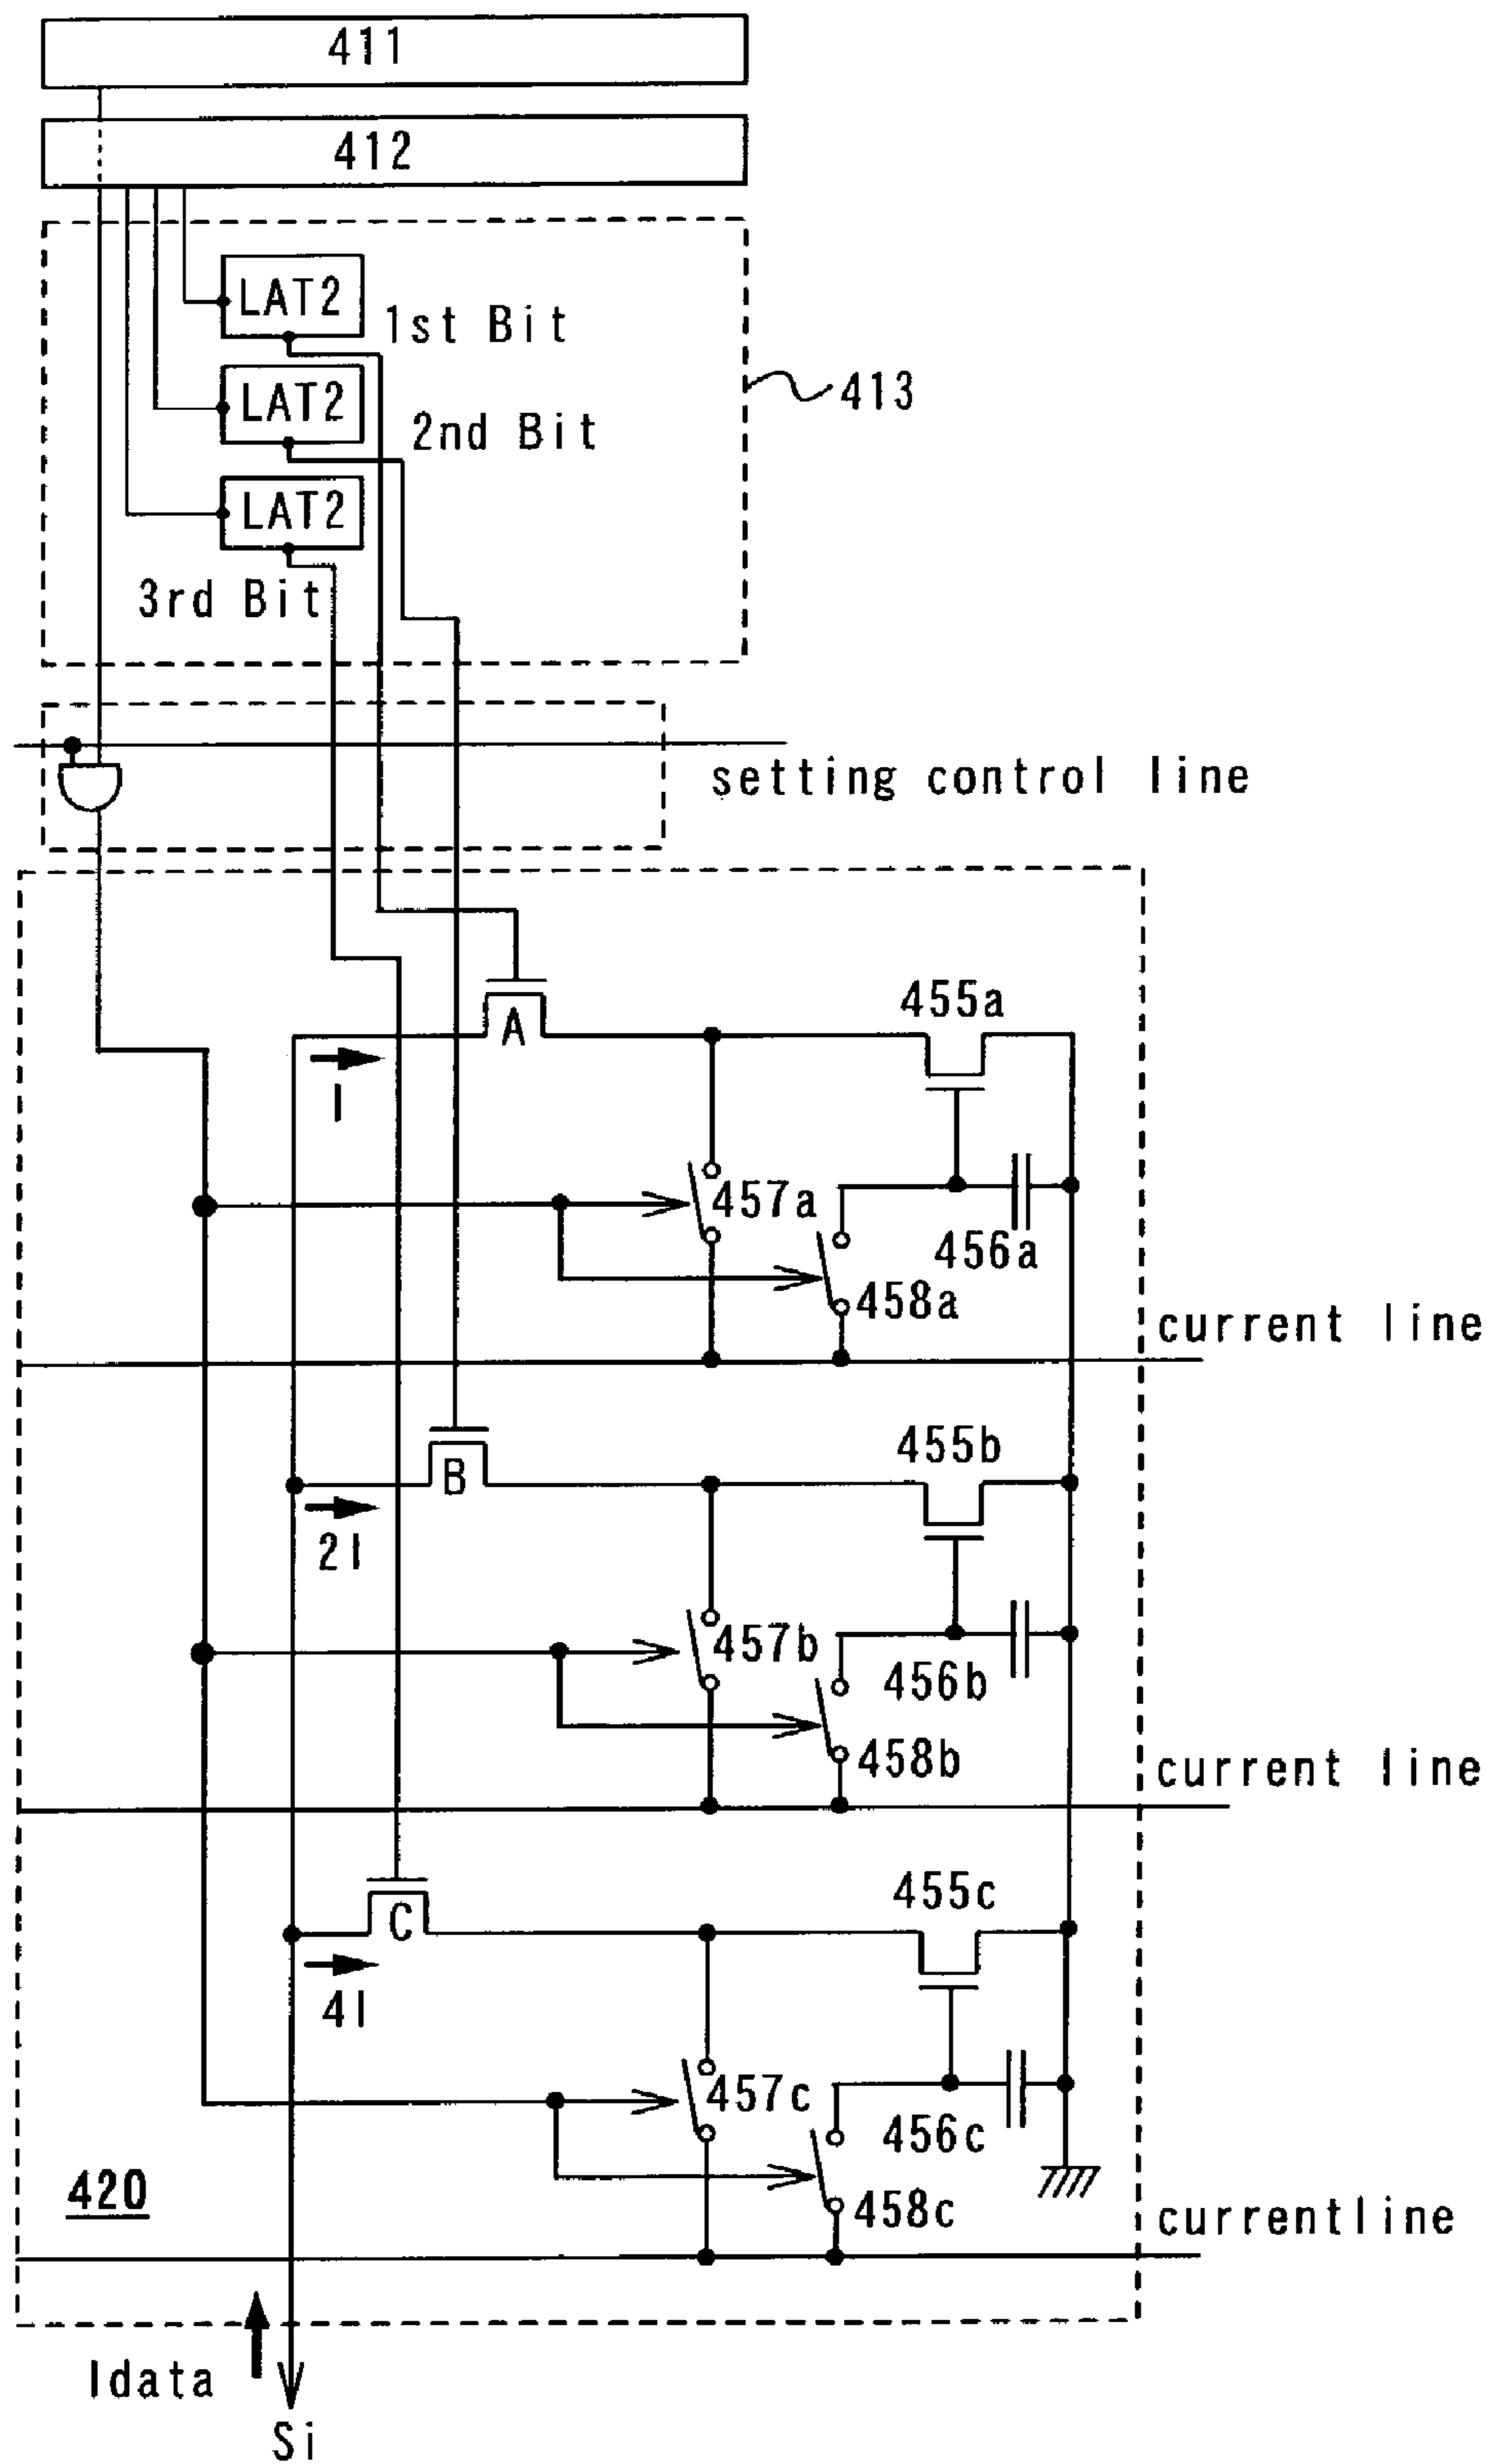 411
412
LAT2
1st Bit
LAT2
2nd Bit
413
LAT2
3rd Bit
setting control line
A
455a
I
457a
456a
458a
current line
B
455b
2I
457b
456b
458b
current line
C
455c
4I
457c
456c
458c
420
currentline
Idata
Si